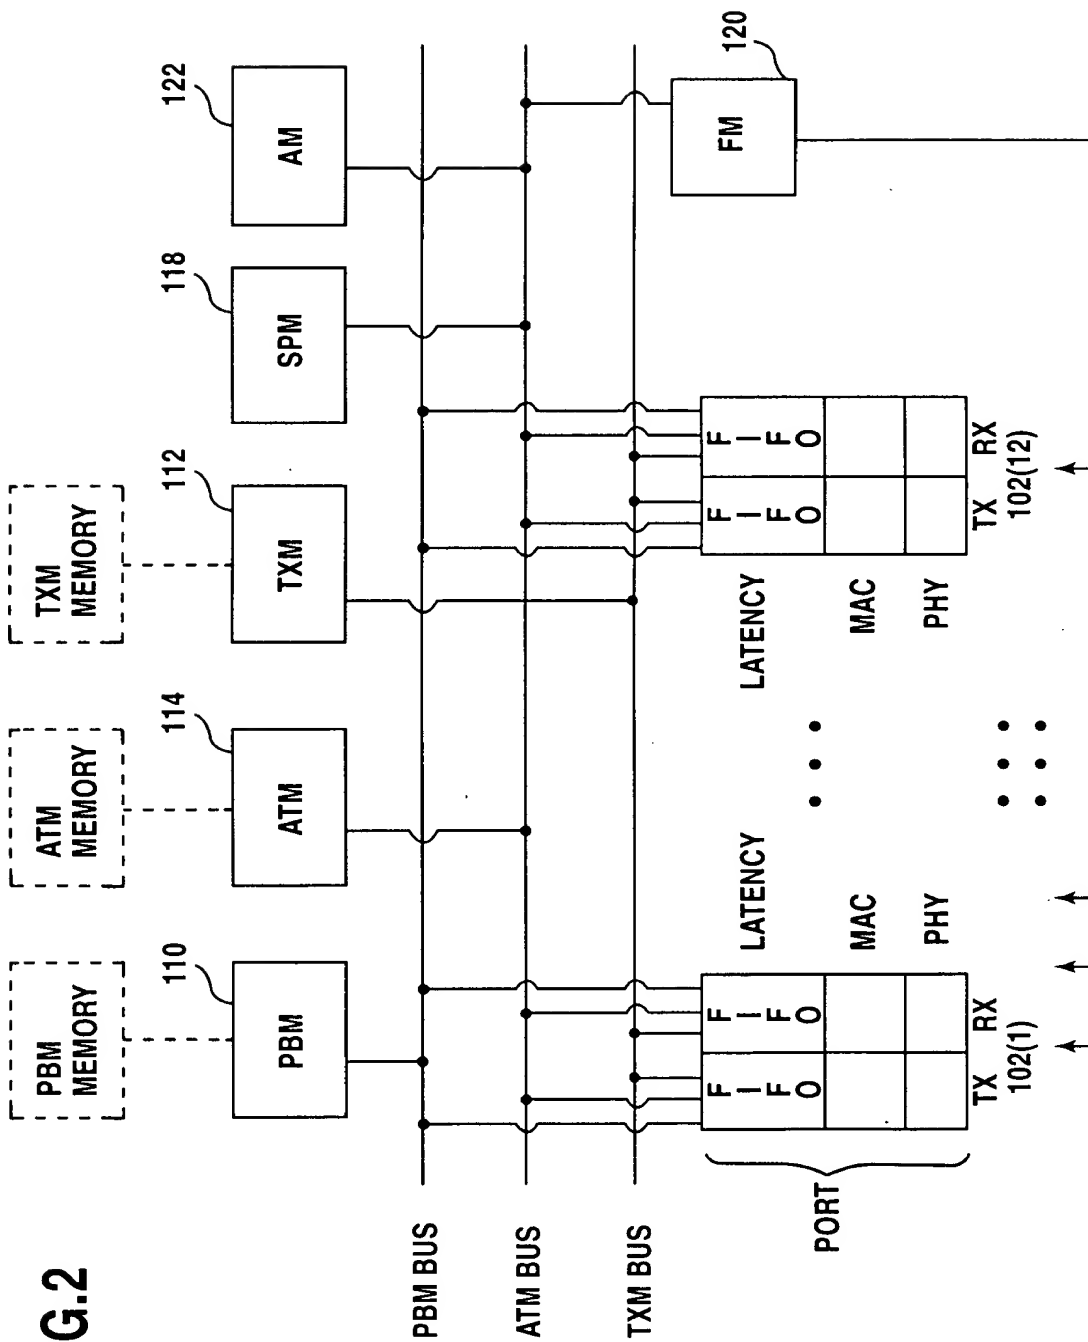 G.2
PBM
MEMORY
ATM
MEMORY
TXM
MEMORY
110
114
112
118
122
PBM
ATM
TXM
SPM
AM
PBM BUS
ATM BUS
TXM BUS
120
FM
PORT
FIFO
FIFO
LATENCY
MAC
PHY
TX
RX
102(1)
LATENCY
MAC
PHY
FIFO
FIFO
TX
RX
102(12)